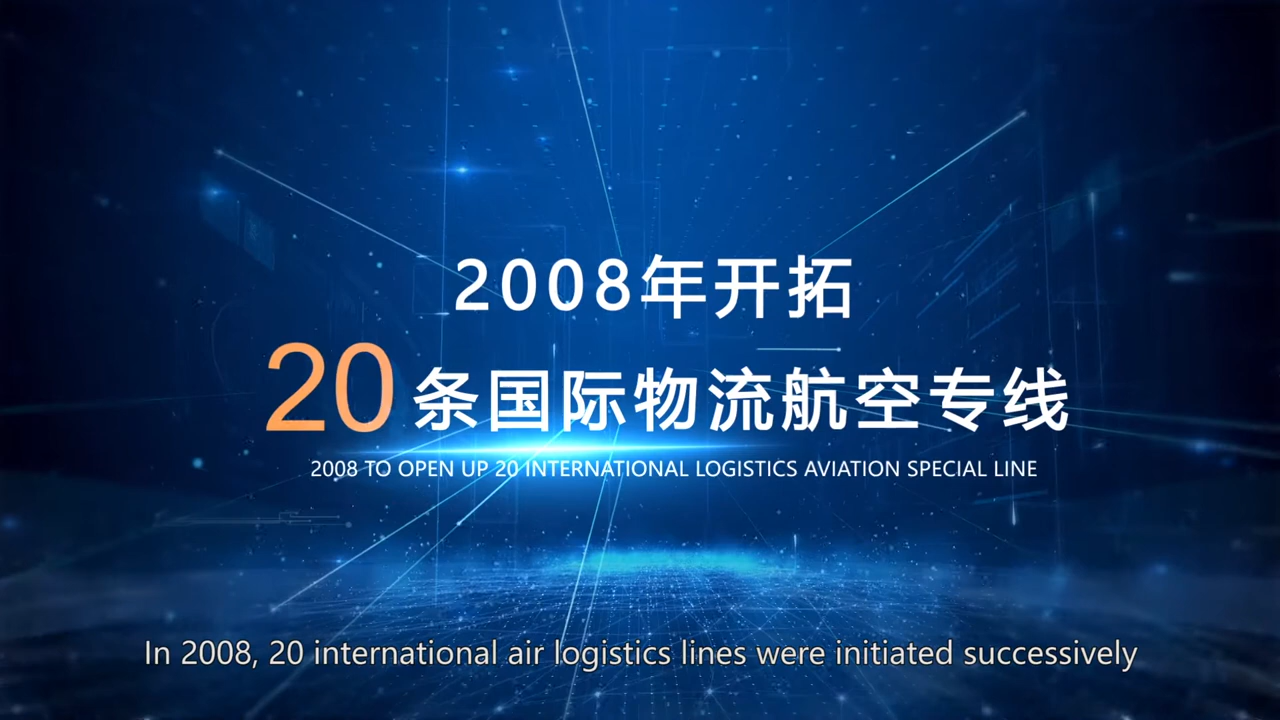 2008年开拓
20条国际物流航空专线
2008 TO OPEN UP 20 INTERNATIONAL LOGISTICS AVIATION SPECIAL LINE
In 2008, 20 international air logistics lines were initiated successively